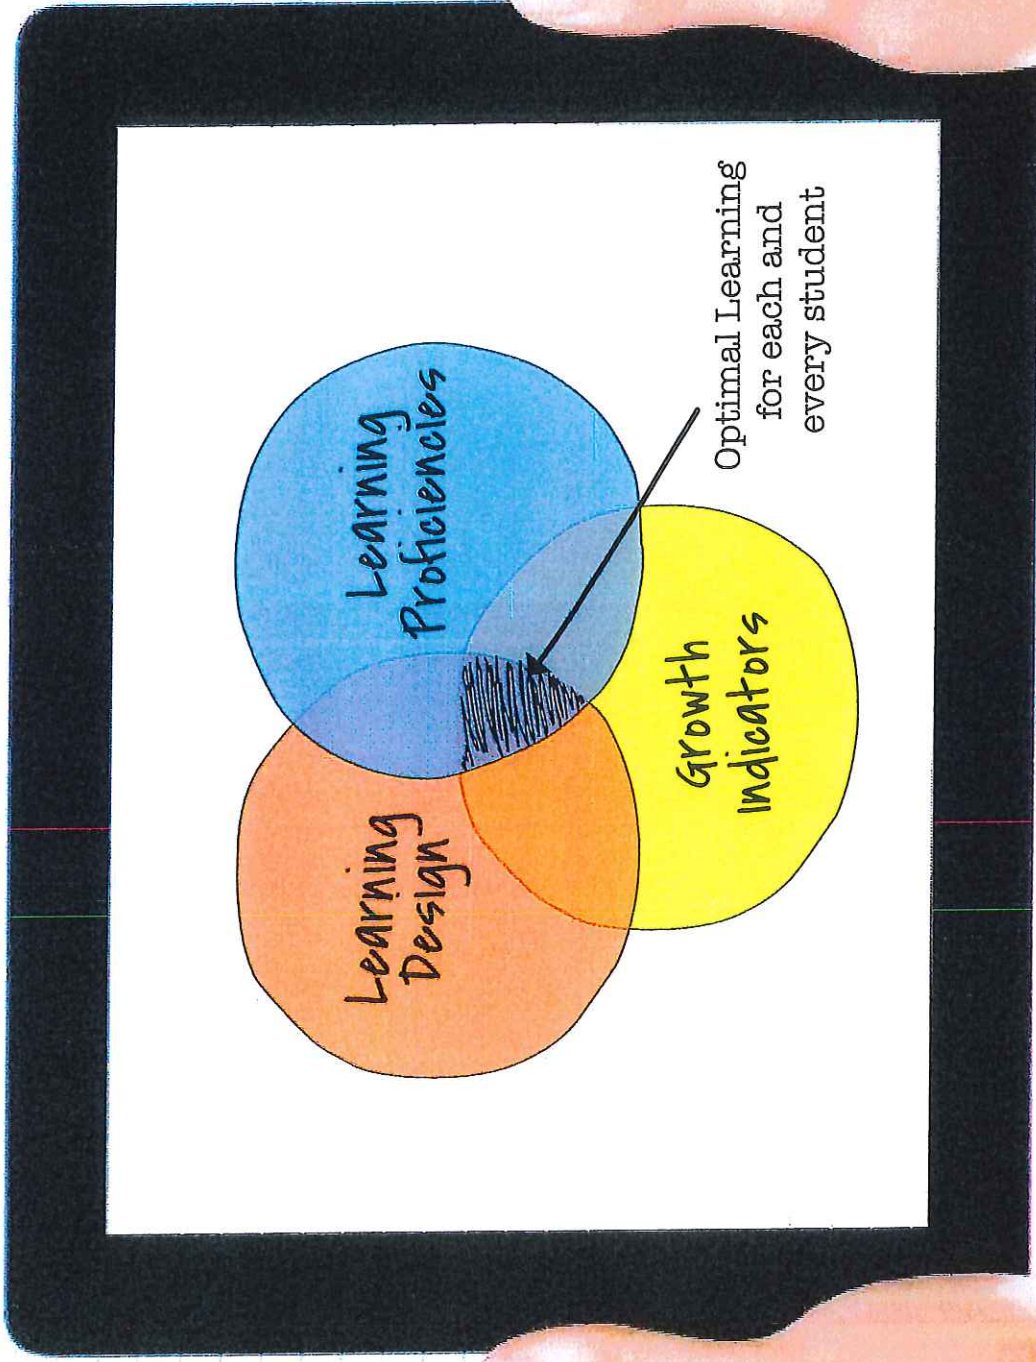 Learning
Design
Learning
Proficiencies
Growth
Indicators
Optimal Learning
for each and
every student